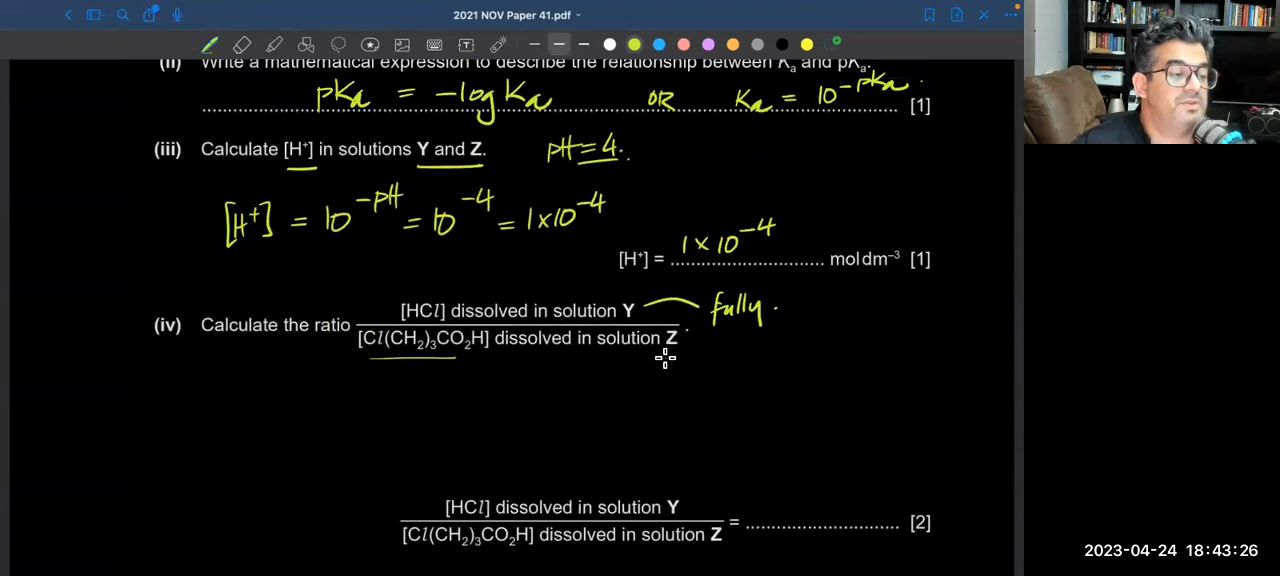 2021 NOV Paper 41.pdf
(ii) Write a mathematical expression to describe the relationship between Kₐ and pKₐ.
pKa = -log Ka OR Ka = 10^-pKa. [1]
(iii) Calculate [H⁺] in solutions Y and Z. pH = 4.
[H⁺] = 10^-pH = 10^-4 = 1 × 10^-4
1 × 10^-4
[H⁺] = .............................. mol dm⁻³ [1]
[HCl] dissolved in solution Y fully.
(iv) Calculate the ratio
[Cl(CH₂)₃CO₂H] dissolved in solution Z .
[HCl] dissolved in solution Y
= .............................. [2]
[Cl(CH₂)₃CO₂H] dissolved in solution Z
2023-04-24 18:43:26